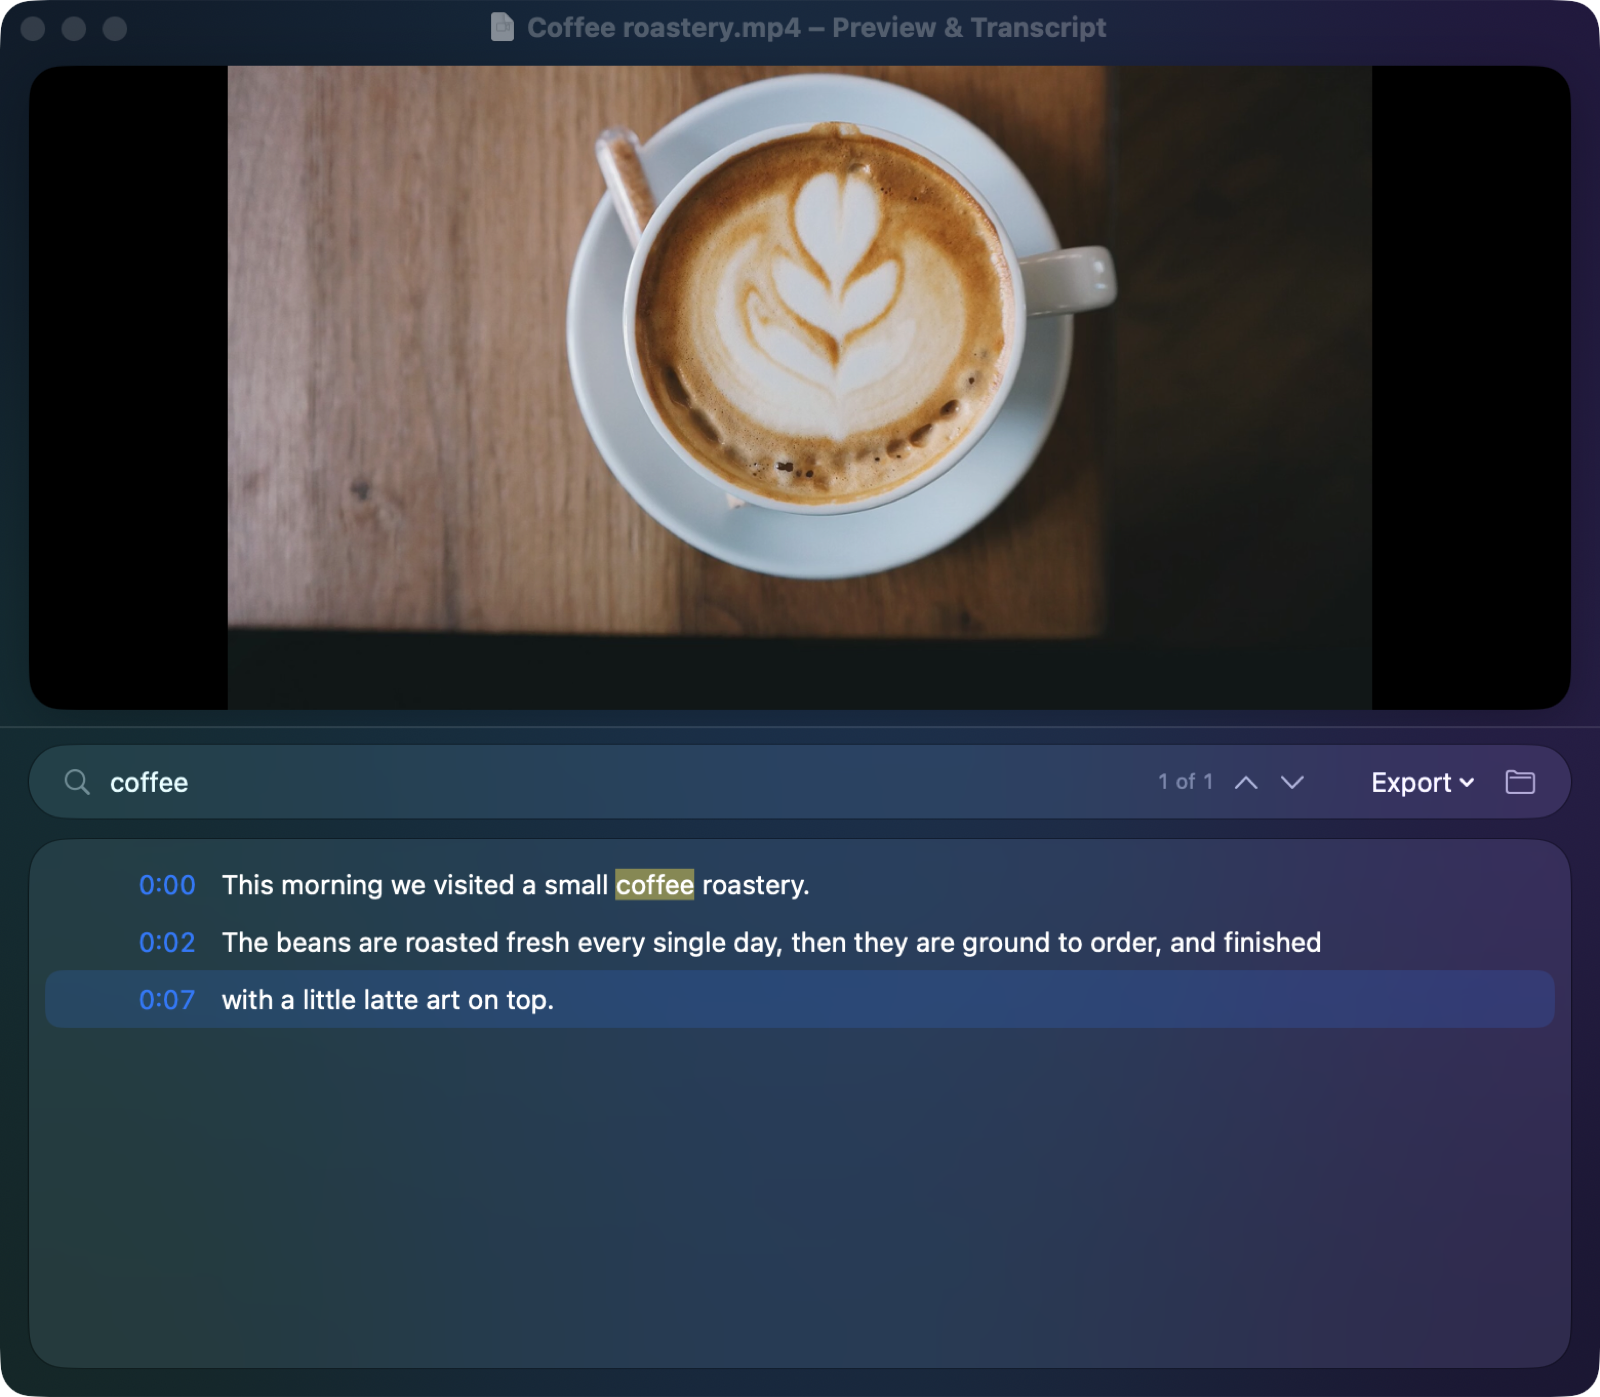 Coffee roastery.mp4 – Preview & Transcript
coffee
1 of 1
Export
0:00 This morning we visited a small coffee roastery.
0:02 The beans are roasted fresh every single day, then they are ground to order, and finished
0:07 with a little latte art on top.